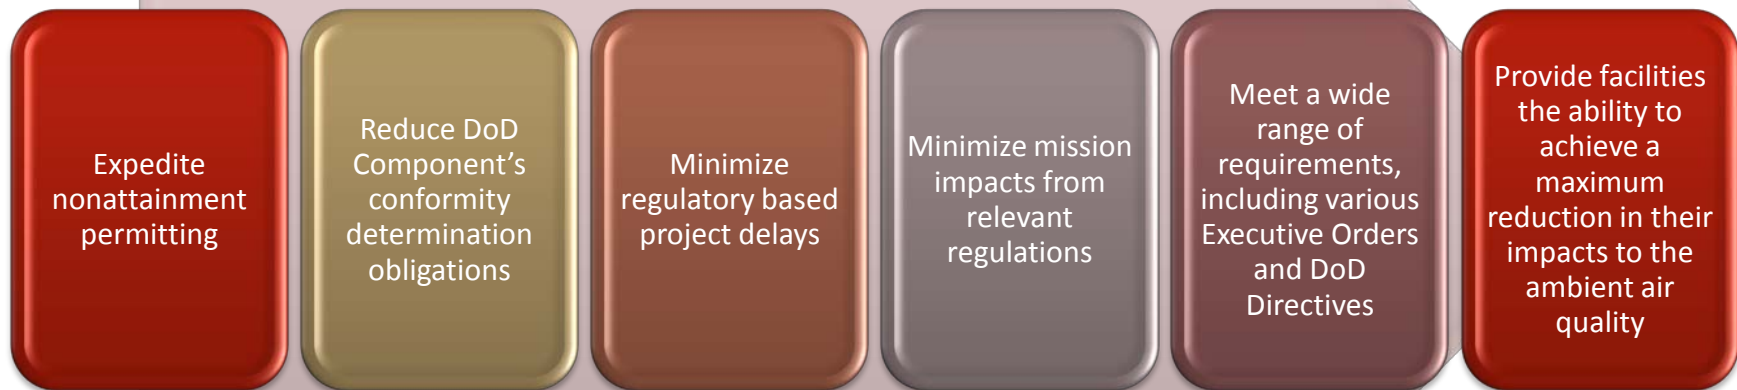 Expedite
nonattainment
permitting
Reduce DoD
Component’s
conformity
determination
obligations
Minimize
regulatory based
project delays
Minimize mission
impacts from
relevant
regulations
Meet a wide
range of
requirements,
including various
Executive Orders
and DoD
Directives
Provide facilities
the ability to
achieve a
maximum
reduction in their
impacts to the
ambient air
quality